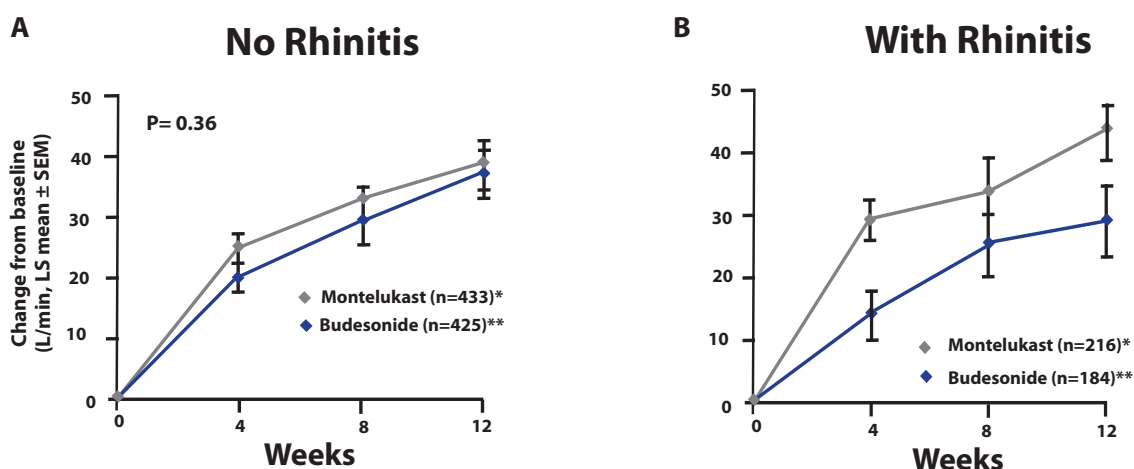 A
No Rhinitis
Change from baseline
(L/min, LS mean ± SEM)
50
40
30
20
10
0
P= 0.36
Montelukast (n=433)*
Budesonide (n=425)**
0 4 8 12
Weeks
B
With Rhinitis
50
40
30
20
10
0
Montelukast (n=216)*
Budesonide (n=184)**
0 4 8 12
Weeks